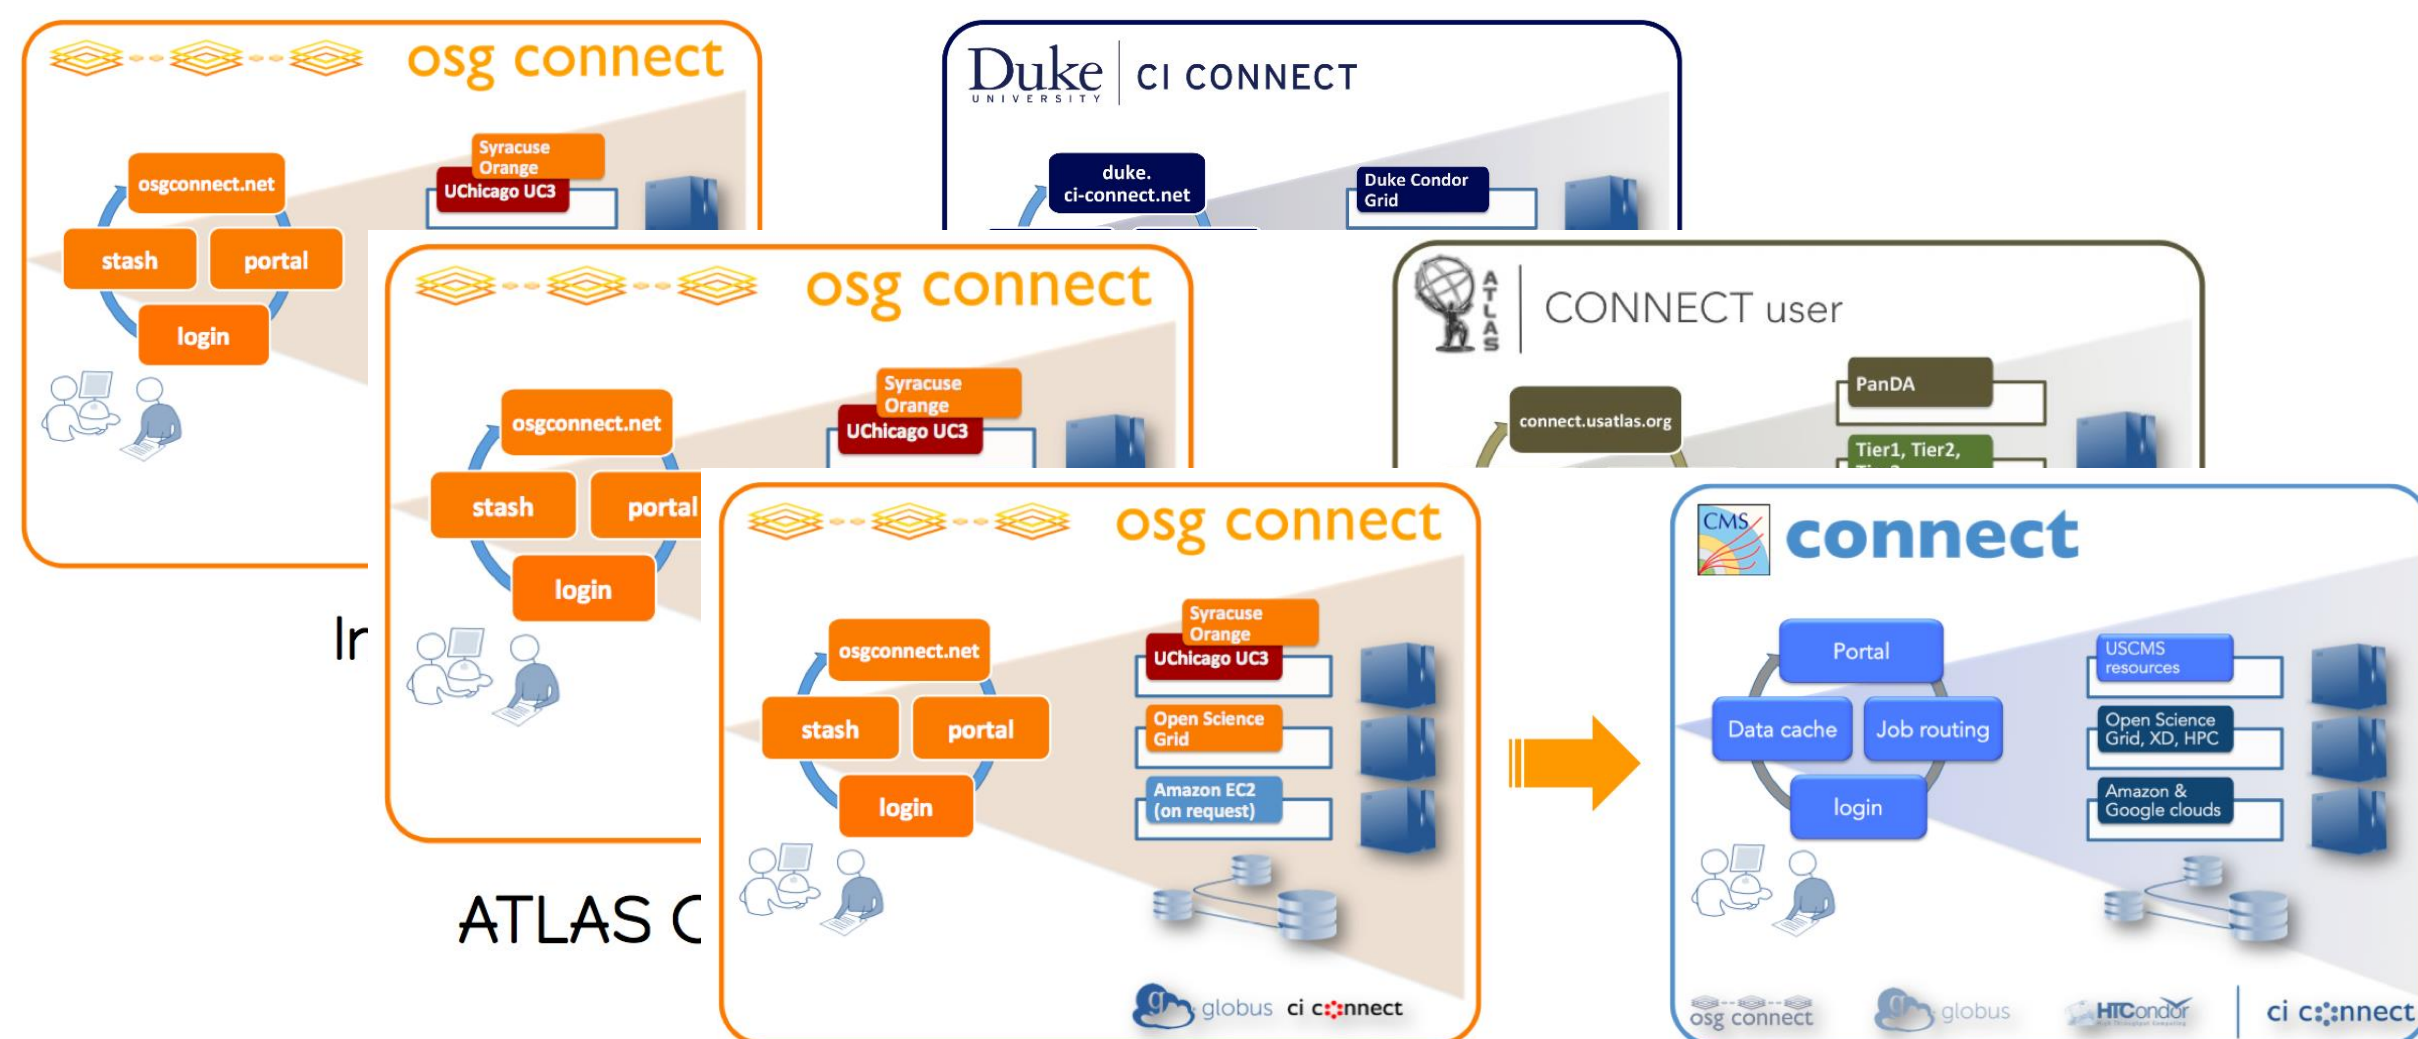 osg connect
Syracuse
Orange
UChicago UC3
osgconnect.net
stash
portal
login
Duke
UNIVERSITY
CI CONNECT
duke.
ci-connect.net
Duke Condor
Grid
osg connect
Syracuse
Orange
UChicago UC3
osgconnect.net
stash
portal
login
ATLAS
CONNECT user
connect.usatlas.org
PanDA
Tier1, Tier2,
ATLAS C
osg connect
Syracuse
Orange
UChicago UC3
osgconnect.net
stash
portal
login
Open Science
Grid
Amazon EC2
(on request)
globus
ci connect
CMS
connect
Portal
Data cache
Job routing
login
USCMS
resources
Open Science
Grid, XD, HPC
Amazon &
Google clouds
osg connect
globus
HTCondor
ci connect